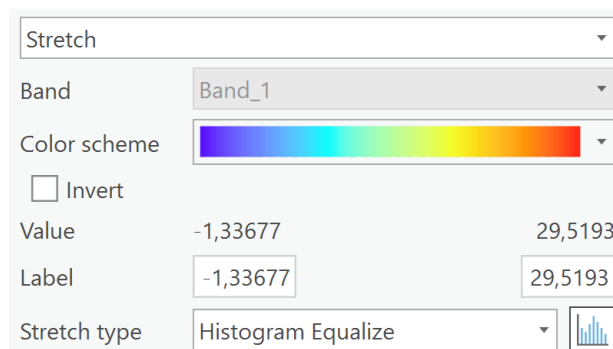 Stretch
Band Band_1
Color scheme
Invert
Value -1,33677 29,5193
Label -1,33677 29,5193
Stretch type Histogram Equalize